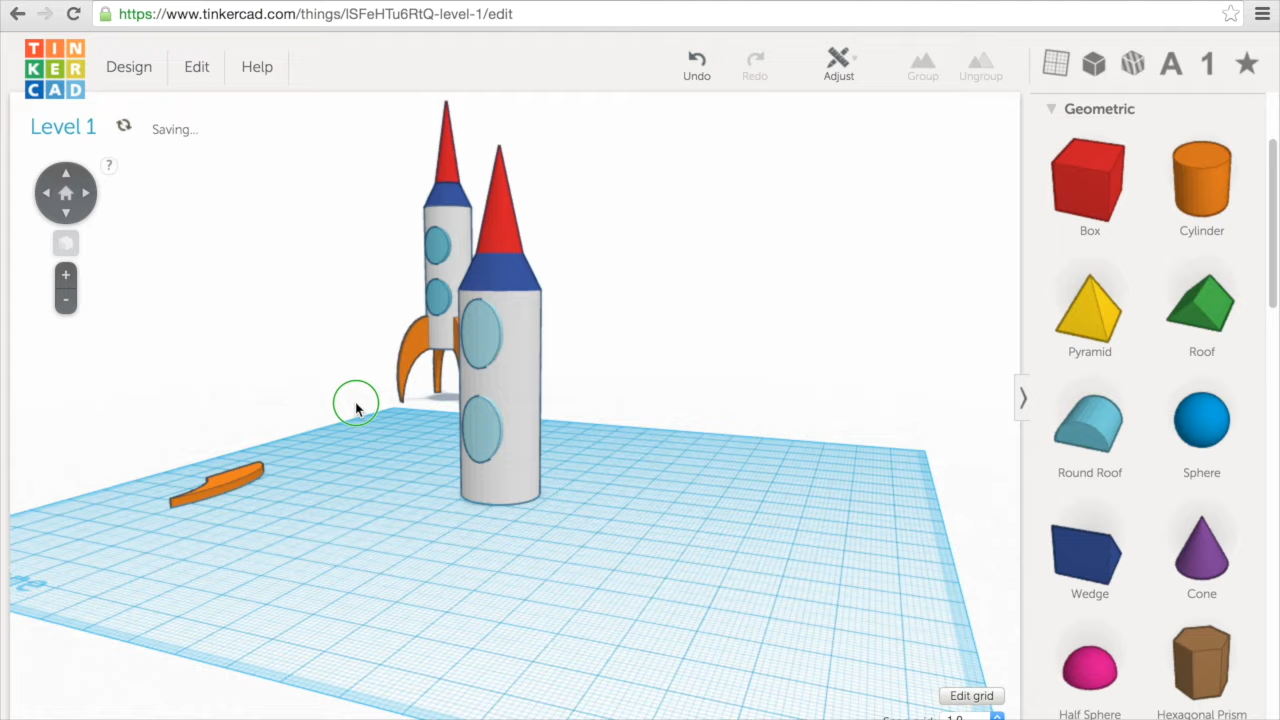 https://www.tinkercad.com/things/lSFeHTu6RtQ-level-1/edit
TIN
KER
CAD
Design
Edit
Help
Undo
Redo
Adjust
Group
Ungroup
A
1
Level 1
Saving...
?
+
-
Geometric
Box
Cylinder
Pyramid
Roof
Round Roof
Sphere
Wedge
Cone
Half Sphere
Hexagonal Prism
Edit grid